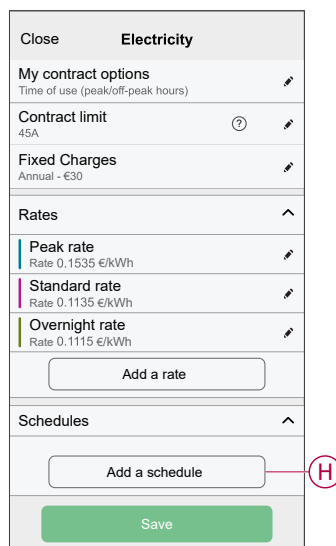 Close Electricity
My contract options
Time of use (peak/off-peak hours)
Contract limit ?
45A
Fixed Charges
Annual - €30
Rates
Peak rate
Rate 0.1535 €/kWh
Standard rate
Rate 0.1135 €/kWh
Overnight rate
Rate 0.1115 €/kWh
Add a rate
Schedules
Add a schedule H
Save